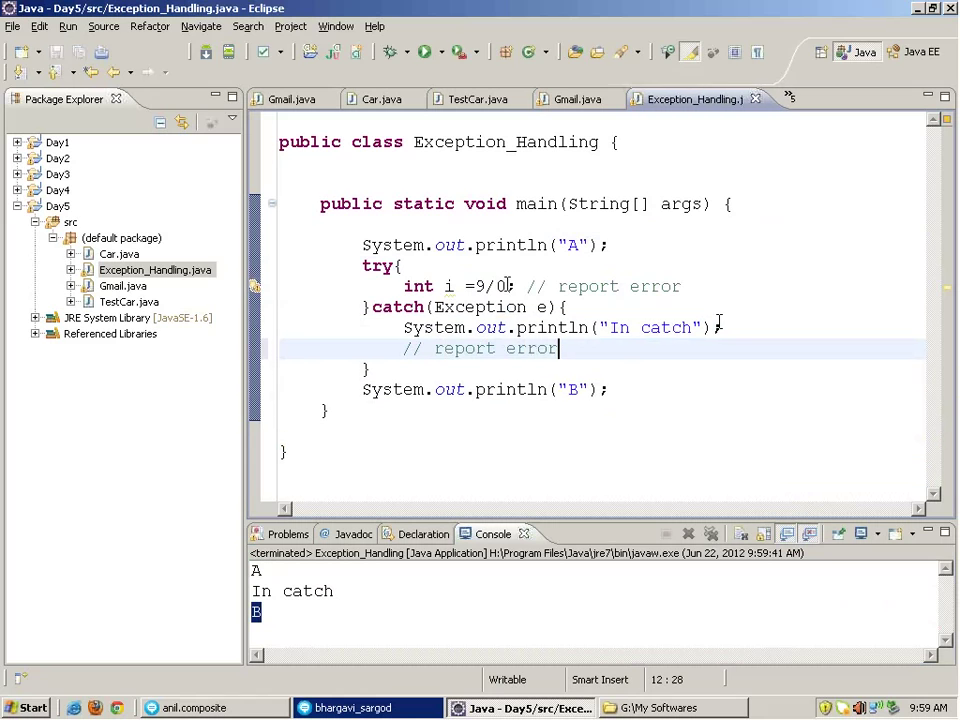 Java - Day5/src/Exception_Handling.java - Eclipse
File Edit Run Source Refactor Navigate Search Project Window Help
Java Java EE
Package Explorer
Gmail.java Car.java TestCar.java Gmail.java Exception_Handling.j »5
Day1
Day2
Day3
Day4
Day5
src
(default package)
Car.java
Exception_Handling.java
Gmail.java
TestCar.java
JRE System Library [JavaSE-1.6]
Referenced Libraries
public class Exception_Handling {
public static void main(String[] args) {
System.out.println("A");
try{
int i =9/0; // report error
}catch(Exception e){
System.out.println("In catch");
// report error
}
System.out.println("B");
}
}
Problems Javadoc Declaration Console
<terminated> Exception_Handling [Java Application] H:\Program Files\Java\jre7\bin\javaw.exe (Jun 22, 2012 9:59:41 AM)
A
In catch
B
Writable Smart Insert 12 : 28
Start anil.composite bhargavi_sargod Java - Day5/src/Exce... G:\My Softwares 9:59 AM